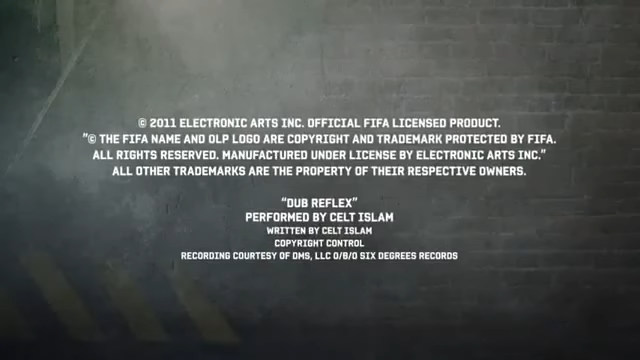 © 2011 ELECTRONIC ARTS INC. OFFICIAL FIFA LICENSED PRODUCT.
"© THE FIFA NAME AND OLP LOGO ARE COPYRIGHT AND TRADEMARK PROTECTED BY FIFA.
ALL RIGHTS RESERVED. MANUFACTURED UNDER LICENSE BY ELECTRONIC ARTS INC."
ALL OTHER TRADEMARKS ARE THE PROPERTY OF THEIR RESPECTIVE OWNERS.
"DUB REFLEX"
PERFORMED BY CELT ISLAM
WRITTEN BY CELT ISLAM
COPYRIGHT CONTROL
RECORDING COURTESY OF DMS, LLC O/B/O SIX DEGREES RECORDS